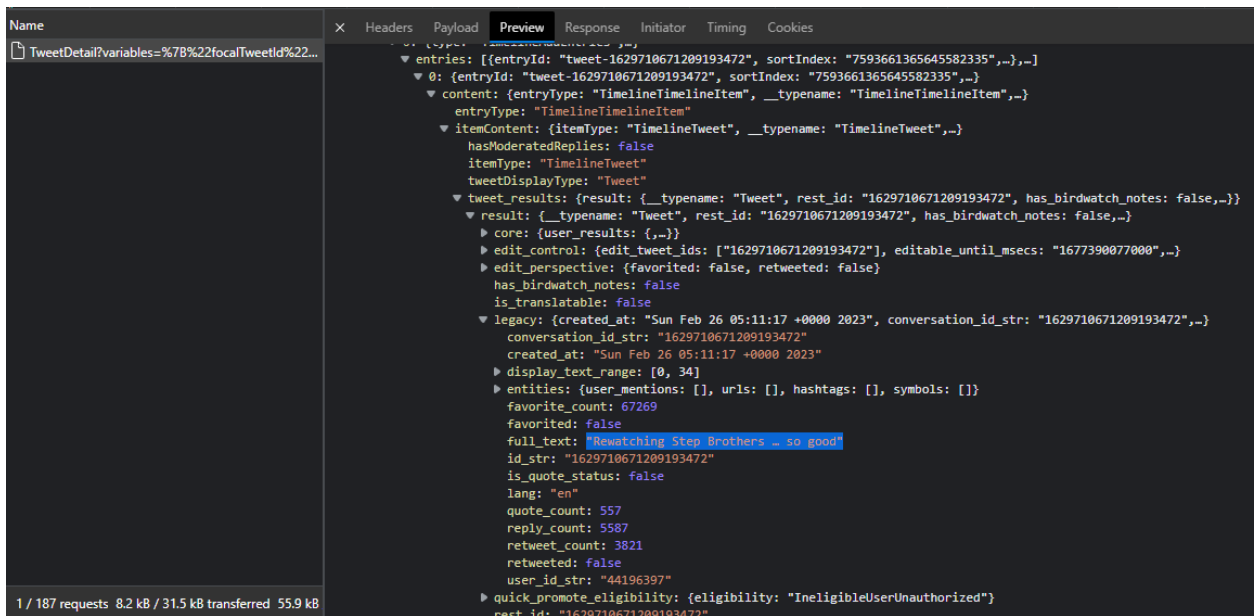 Name
TweetDetail?variables=%7B%22focalTweetId%22...
1 / 187 requests 8.2 kB / 31.5 kB transferred 55.9 kB
× Headers Payload Preview Response Initiator Timing Cookies
▼ entries: [{entryId: "tweet-1629710671209193472", sortIndex: "7593661365645582335",…},…]
▼ 0: {entryId: "tweet-1629710671209193472", sortIndex: "7593661365645582335",…}
▼ content: {entryType: "TimelineTimelineItem", __typename: "TimelineTimelineItem",…}
entryType: "TimelineTimelineItem"
▼ itemContent: {itemType: "TimelineTweet", __typename: "TimelineTweet",…}
hasModeratedReplies: false
itemType: "TimelineTweet"
tweetDisplayType: "Tweet"
▼ tweet_results: {result: {__typename: "Tweet", rest_id: "1629710671209193472", has_birdwatch_notes: false,…}}
▼ result: {__typename: "Tweet", rest_id: "1629710671209193472", has_birdwatch_notes: false,…}
▶ core: {user_results: {,…}}
▶ edit_control: {edit_tweet_ids: ["1629710671209193472"], editable_until_msecs: "1677390077000",…}
▶ edit_perspective: {favorited: false, retweeted: false}
has_birdwatch_notes: false
is_translatable: false
▼ legacy: {created_at: "Sun Feb 26 05:11:17 +0000 2023", conversation_id_str: "1629710671209193472",…}
conversation_id_str: "1629710671209193472"
created_at: "Sun Feb 26 05:11:17 +0000 2023"
▶ display_text_range: [0, 34]
▶ entities: {user_mentions: [], urls: [], hashtags: [], symbols: []}
favorite_count: 67269
favorited: false
full_text: "Rewatching Step Brothers … so good"
id_str: "1629710671209193472"
is_quote_status: false
lang: "en"
quote_count: 557
reply_count: 5587
retweet_count: 3821
retweeted: false
user_id_str: "44196397"
▶ quick_promote_eligibility: {eligibility: "IneligibleUserUnauthorized"}
rest_id: "1629710671209193472"